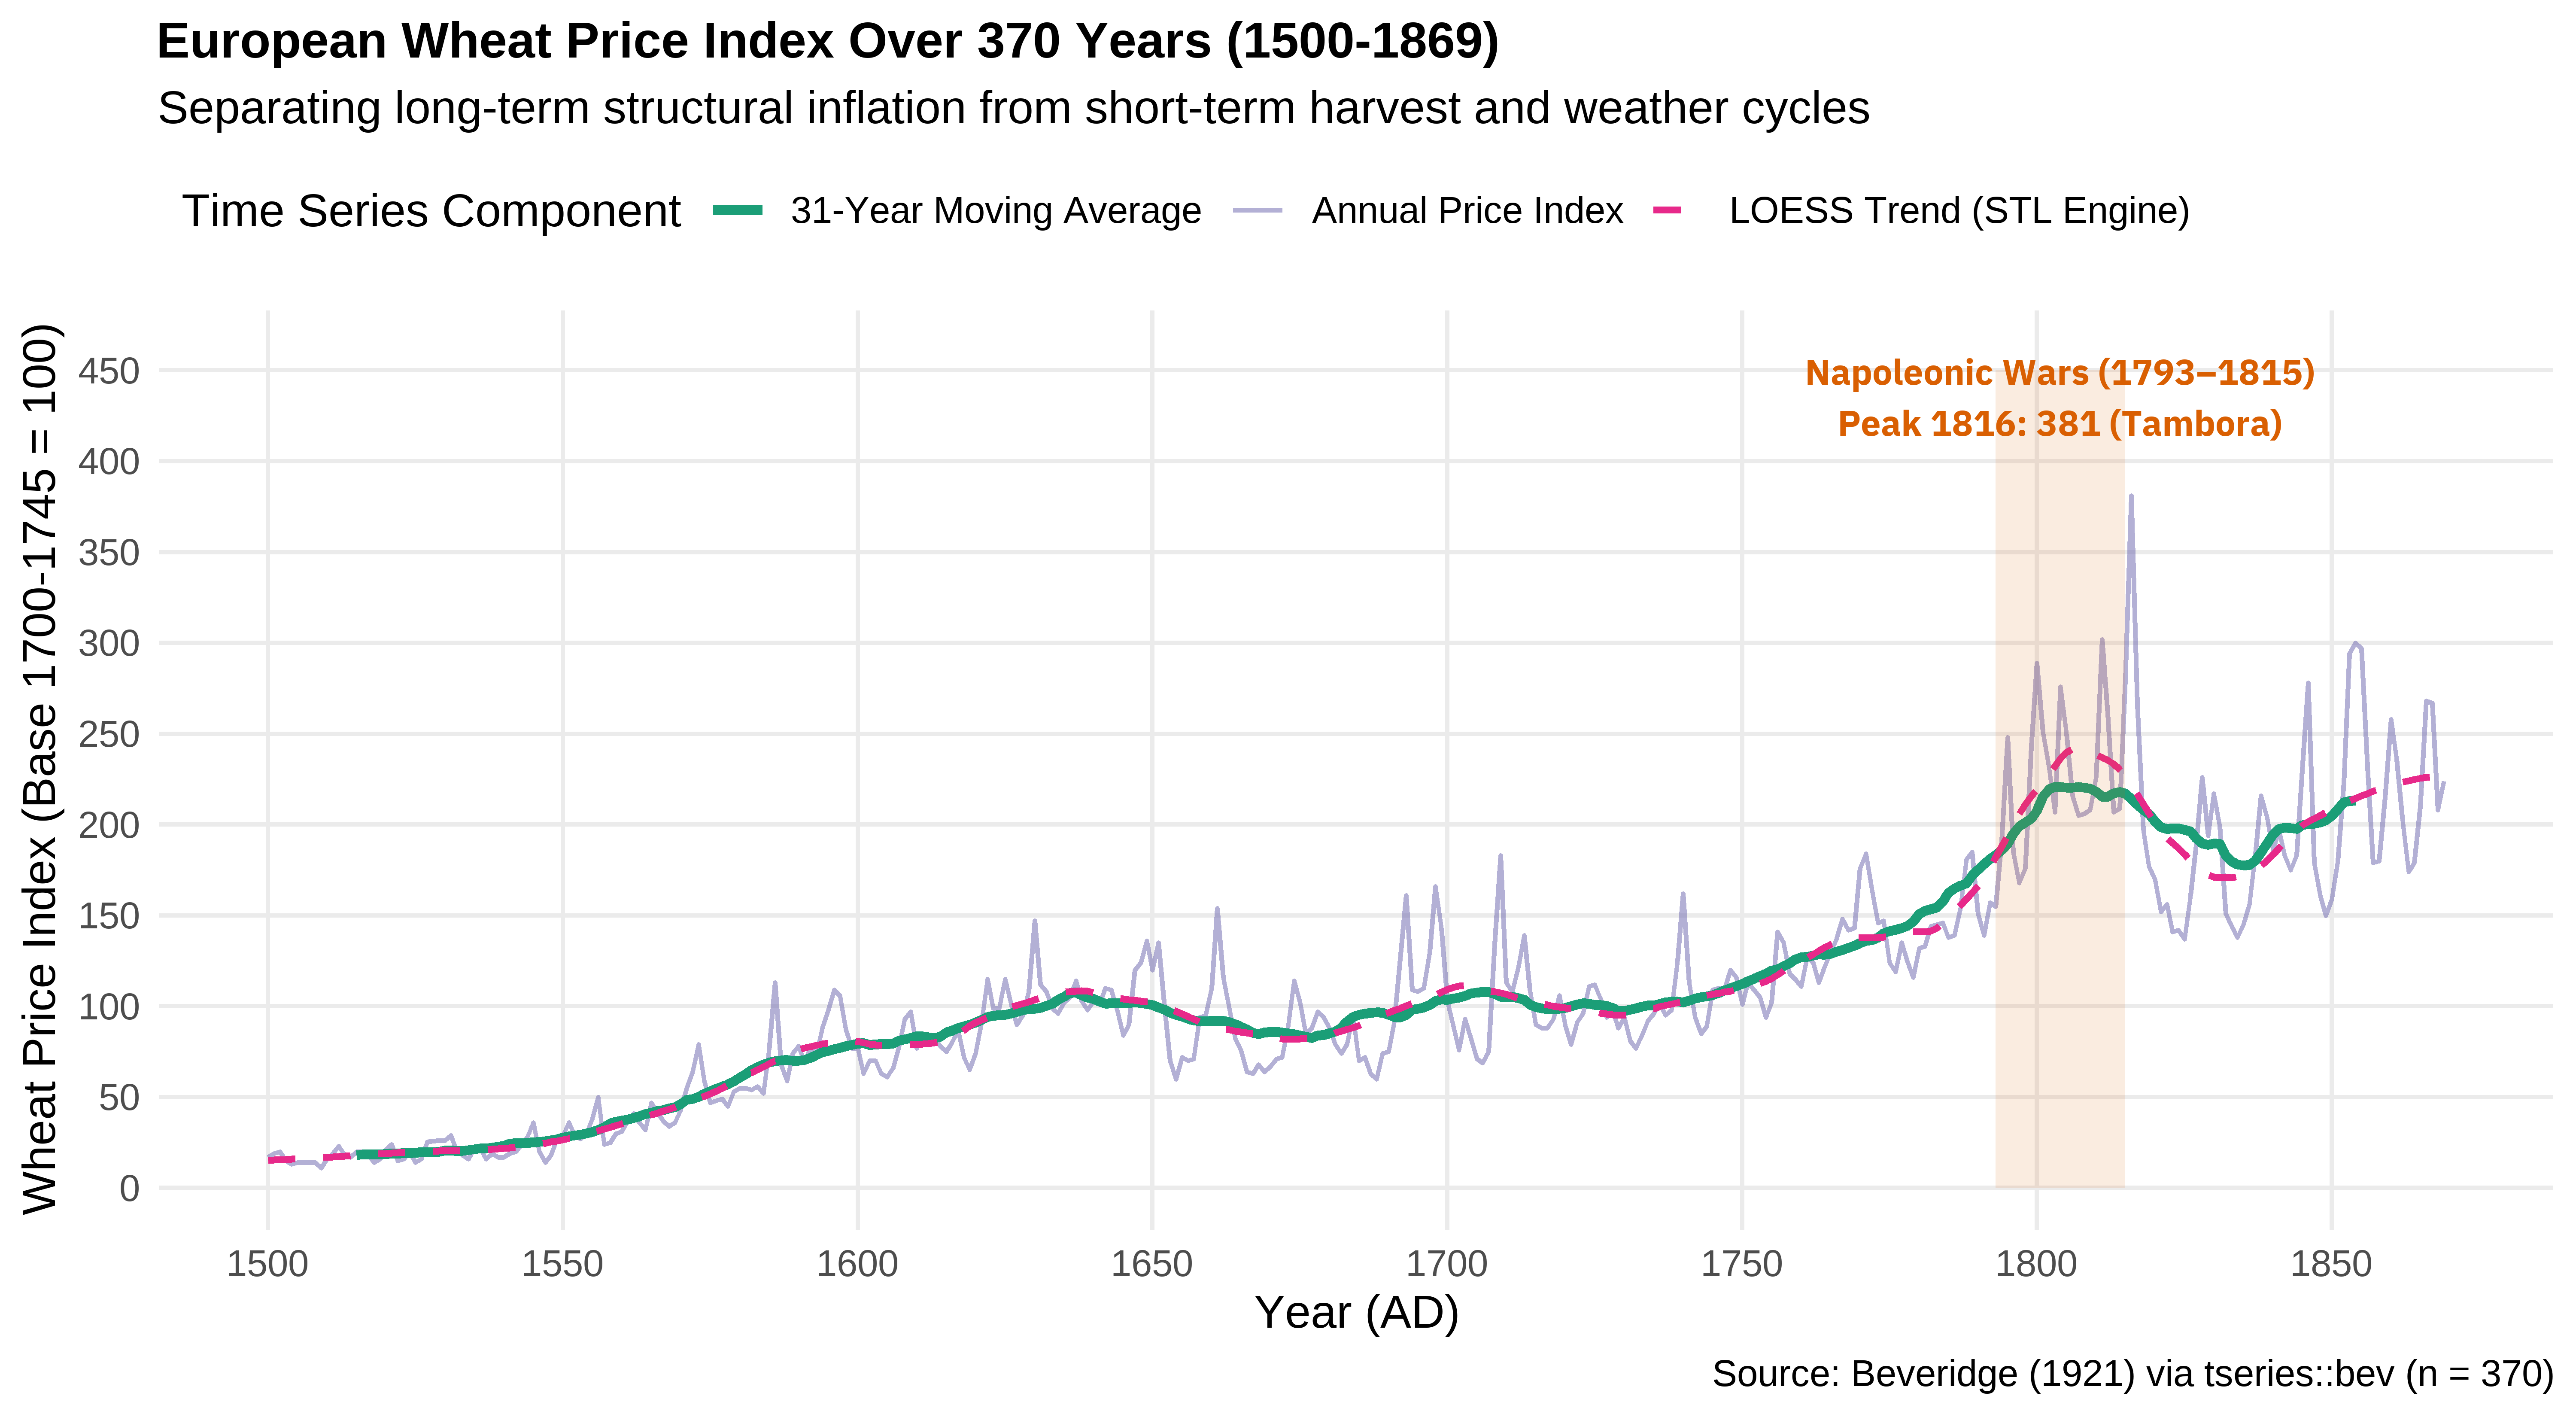 European Wheat Price Index Over 370 Years (1500-1869)
Separating long-term structural inflation from short-term harvest and weather cycles
Time Series Component 31-Year Moving Average Annual Price Index LOESS Trend (STL Engine)
Wheat Price Index (Base 1700-1745 = 100)
450
400
350
300
250
200
150
100
50
0
Napoleonic Wars (1793–1815)
Peak 1816: 381 (Tambora)
1500 1550 1600 1650 1700 1750 1800 1850
Year (AD)
Source: Beveridge (1921) via tseries::bev (n = 370)